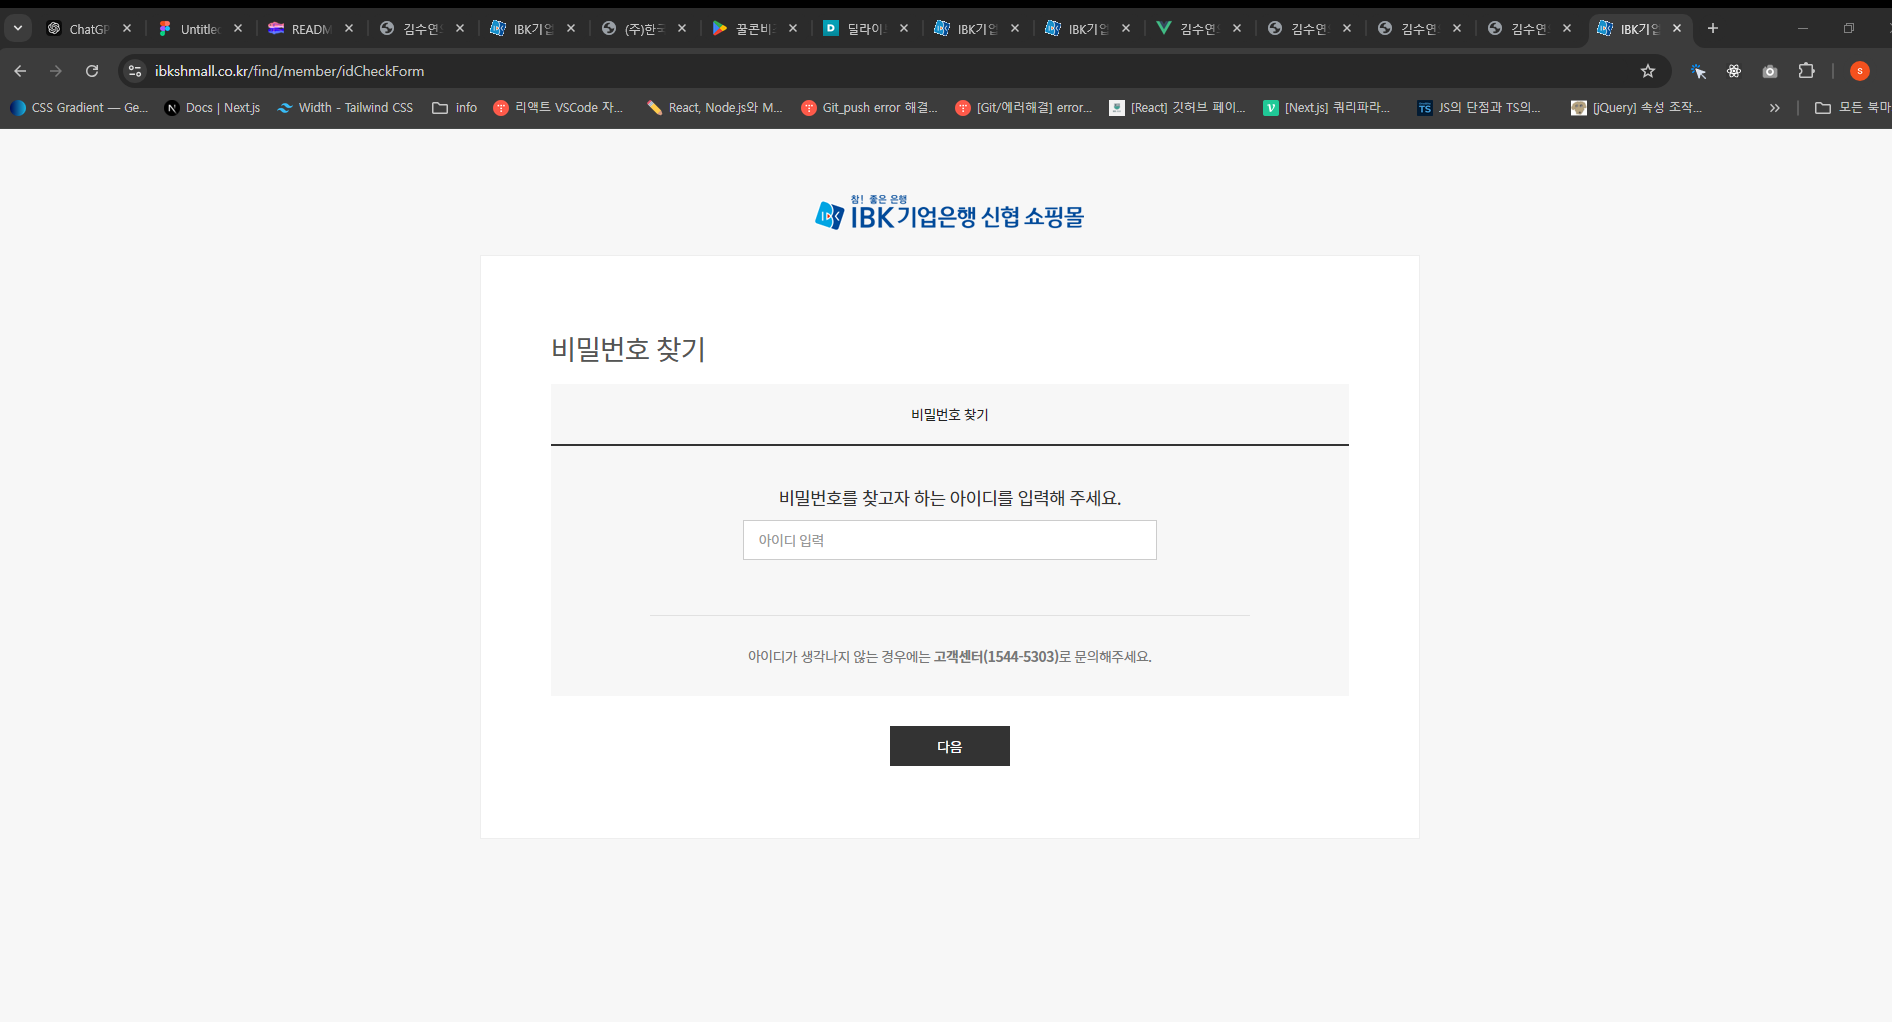 ChatGP
Untitle
READM
김수연
IBK기업
(주)한국
꿀콘비
딜라이
IBK기업
IBK기업
김수연
김수연
김수연
김수연
IBK기업
ibkshmall.co.kr/find/member/idCheckForm
S
CSS Gradient — Ge...
N
Docs | Next.js
Width - Tailwind CSS
info
리액트 VSCode 자...
React, Node.js와 M...
Git_push error 해결...
[Git/에러해결] error...
[React] 깃허브 페이...
[Next.js] 쿼리파라...
TS
JS의 단점과 TS의...
[jQuery] 속성 조작...
모든 북마
참! 좋은 은행
IBK기업은행 신협 쇼핑몰
비밀번호 찾기
비밀번호 찾기
비밀번호를 찾고자 하는 아이디를 입력해 주세요.
아이디 입력
아이디가 생각나지 않는 경우에는 고객센터(1544-5303)로 문의해주세요.
다음